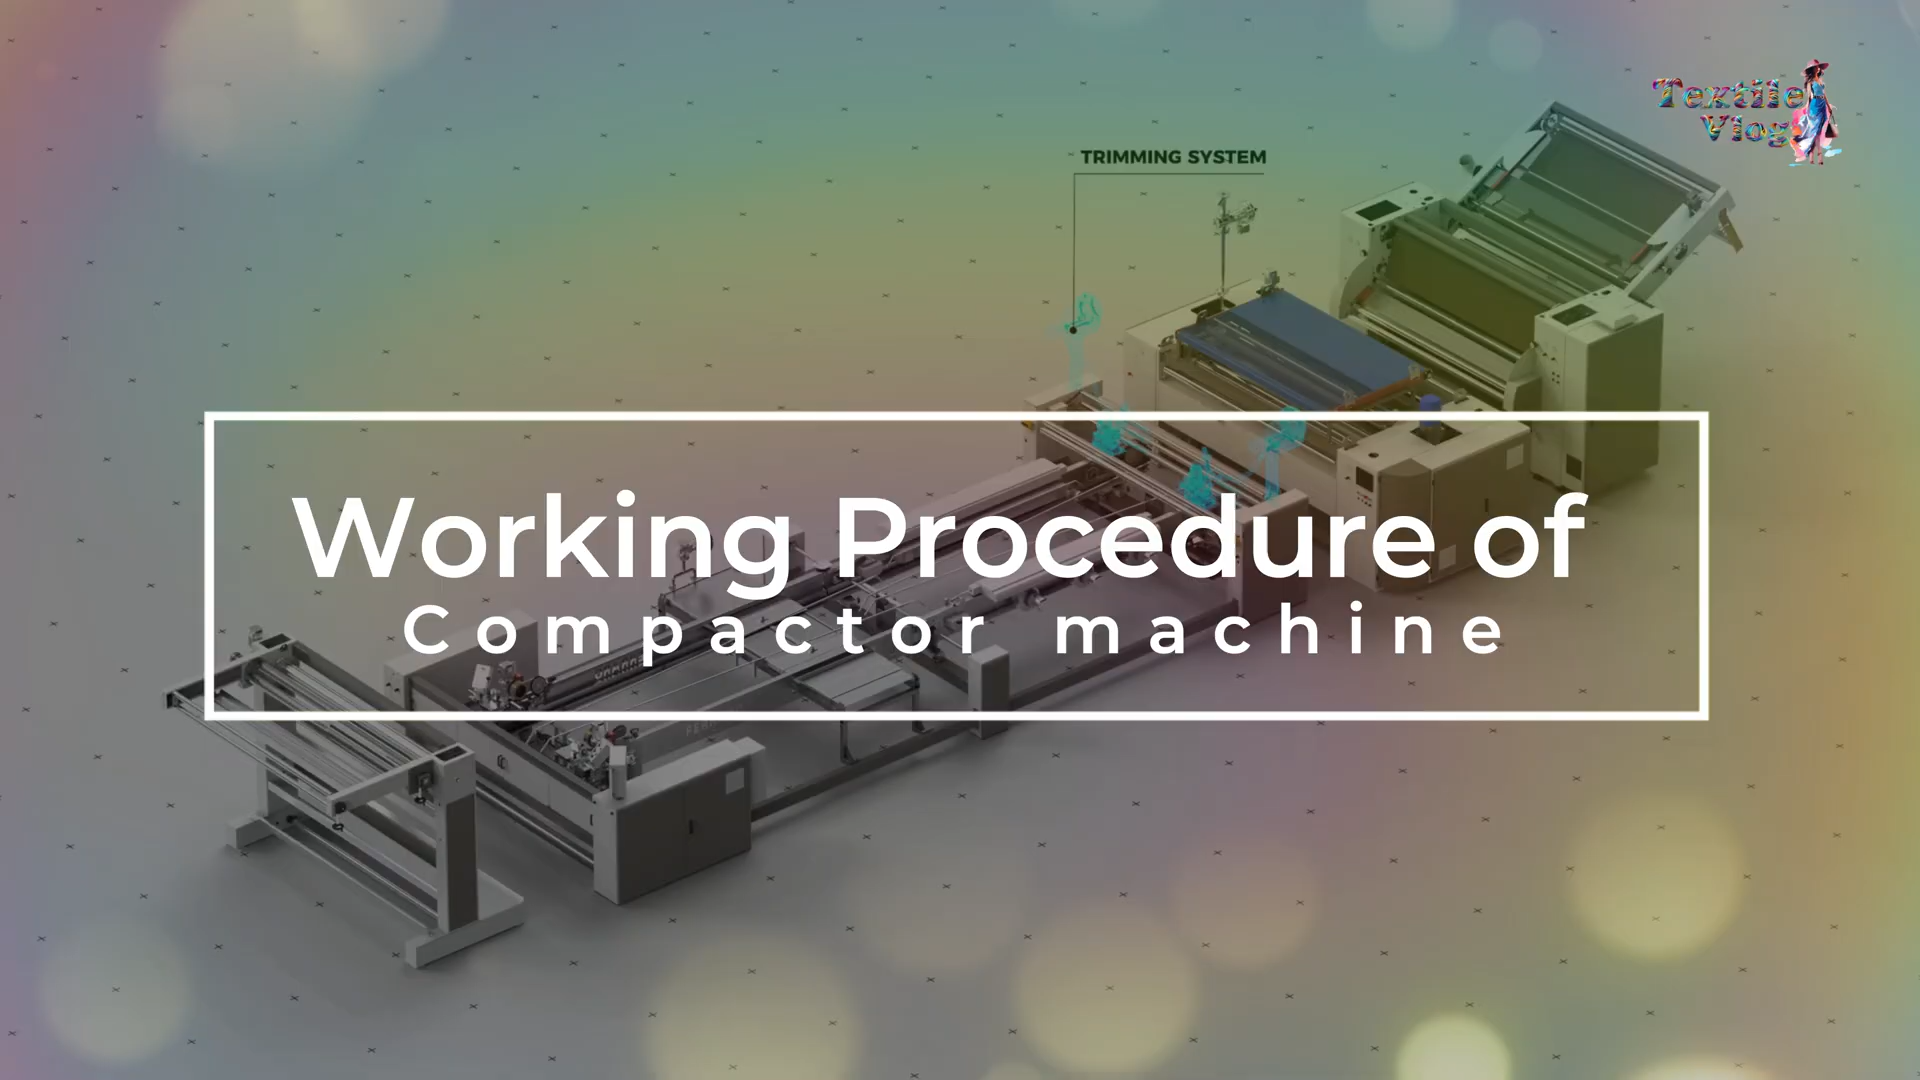 Textile
Vlog
TRIMMING SYSTEM
Working Procedure of
Compactor machine